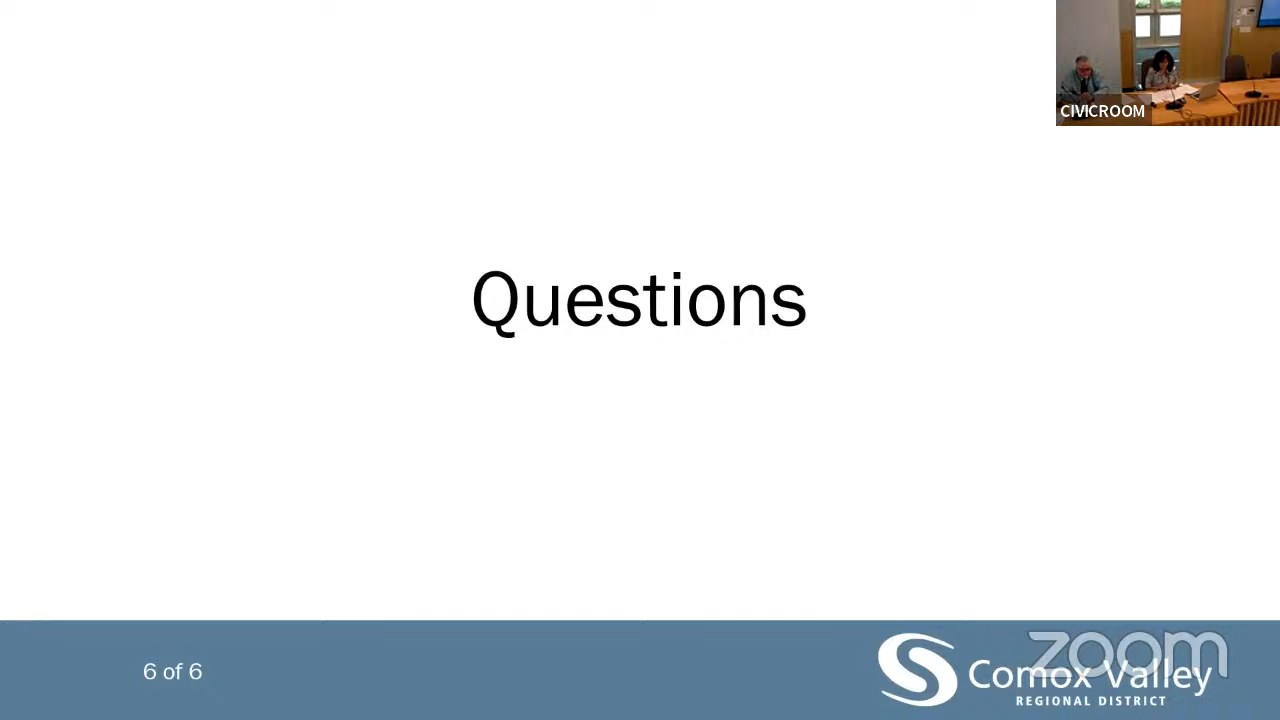 CIVICROOM
Questions
6 of 6
zoom
Comox Valley
REGIONAL DISTRICT